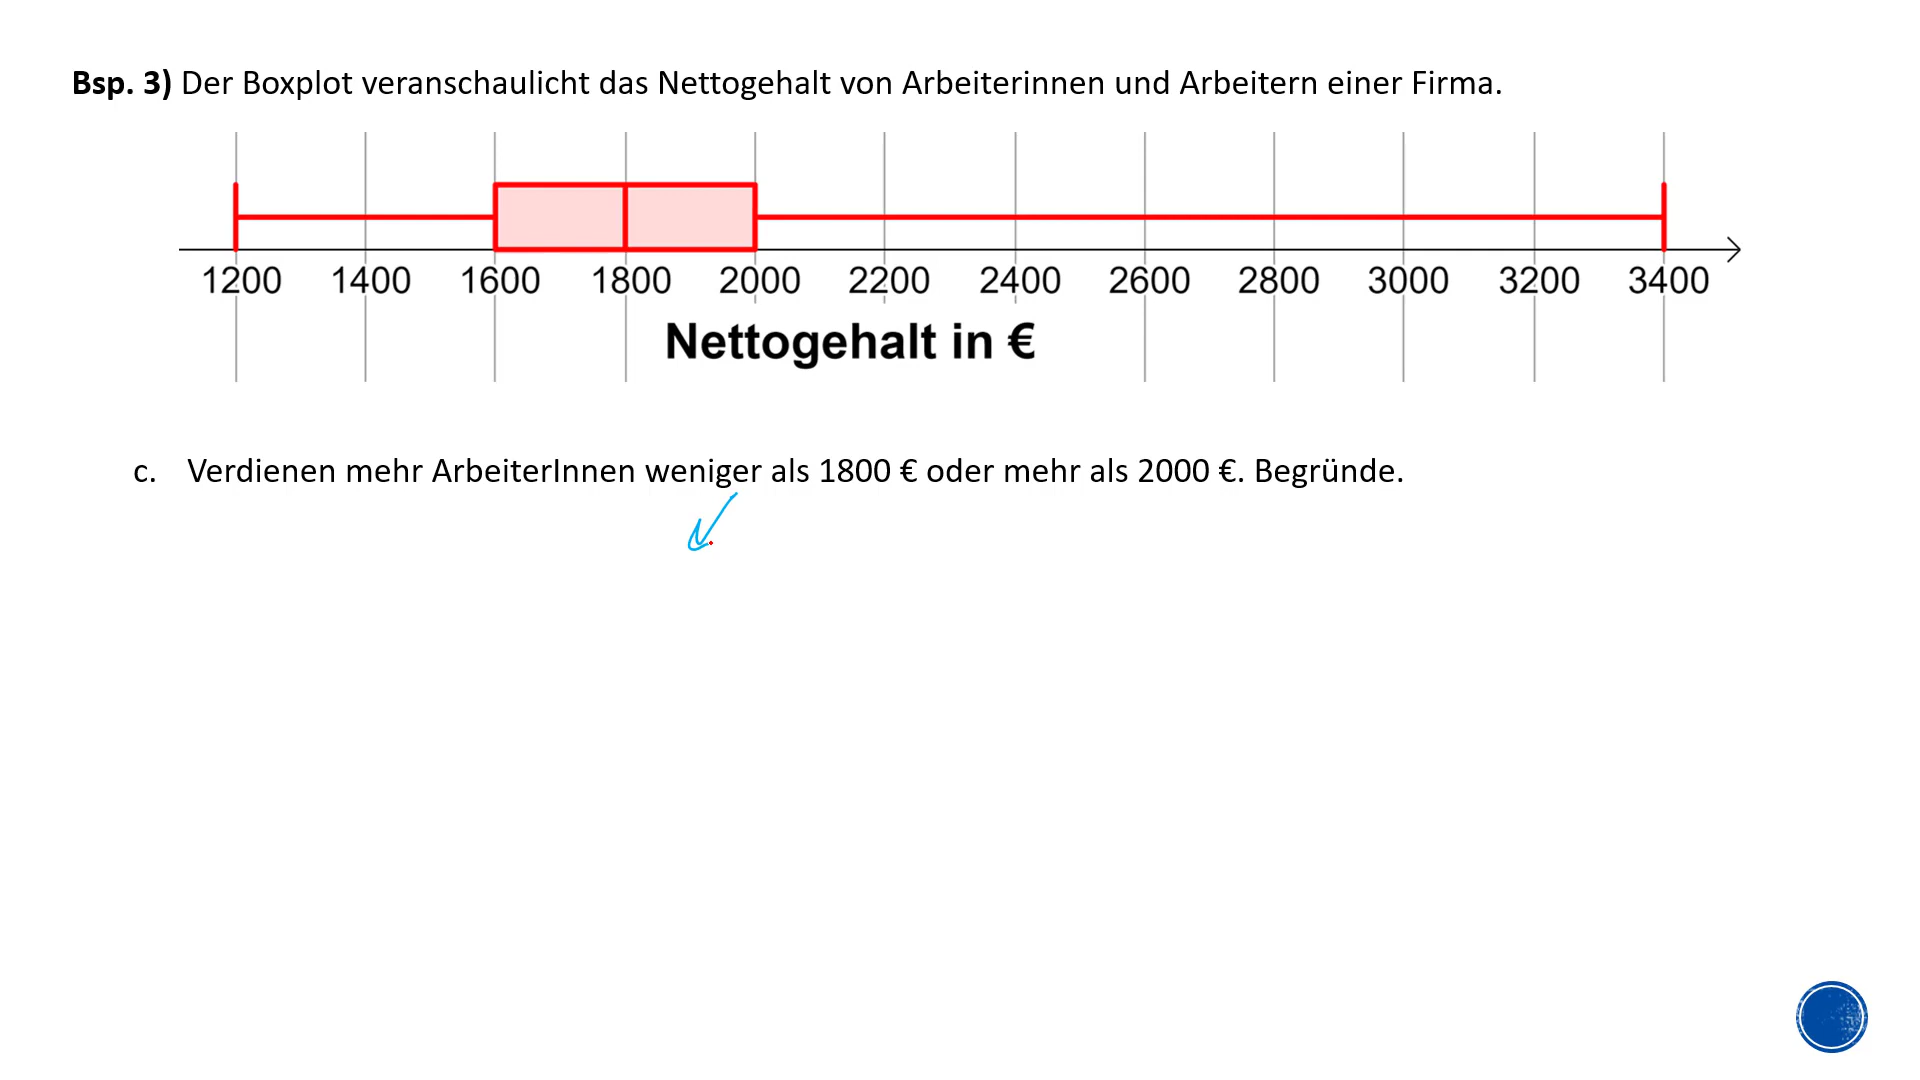 Bsp. 3) Der Boxplot veranschaulicht das Nettogehalt von Arbeiterinnen und Arbeitern einer Firma.
1200 1400 1600 1800 2000 2200 2400 2600 2800 3000 3200 3400
Nettogehalt in €
c. Verdienen mehr ArbeiterInnen weniger als 1800 € oder mehr als 2000 €. Begründe.